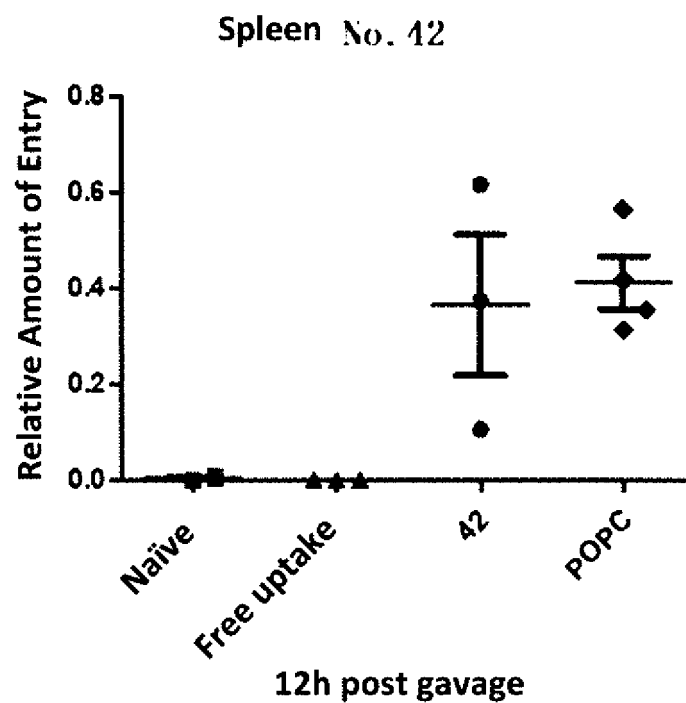 Spleen No. 42
Relative Amount of Entry
0.8
0.6
0.4
0.2
0.0
Naïve
Free uptake
42
POPC
12h post gavage